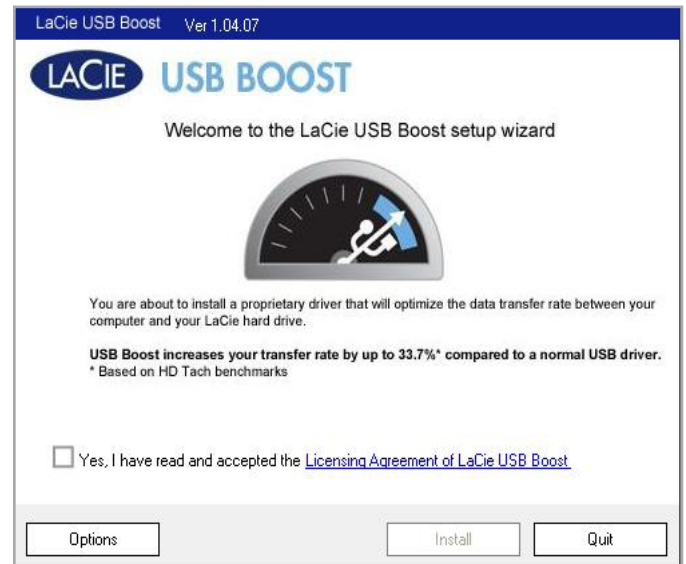 LaCie USB Boost Ver 1.04.07
LACIE USB BOOST
Welcome to the LaCie USB Boost setup wizard
You are about to install a proprietary driver that will optimize the data transfer rate between your
computer and your LaCie hard drive.
USB Boost increases your transfer rate by up to 33.7%* compared to a normal USB driver.
* Based on HD Tach benchmarks
Yes, I have read and accepted the Licensing Agreement of LaCie USB Boost
Options Install Quit